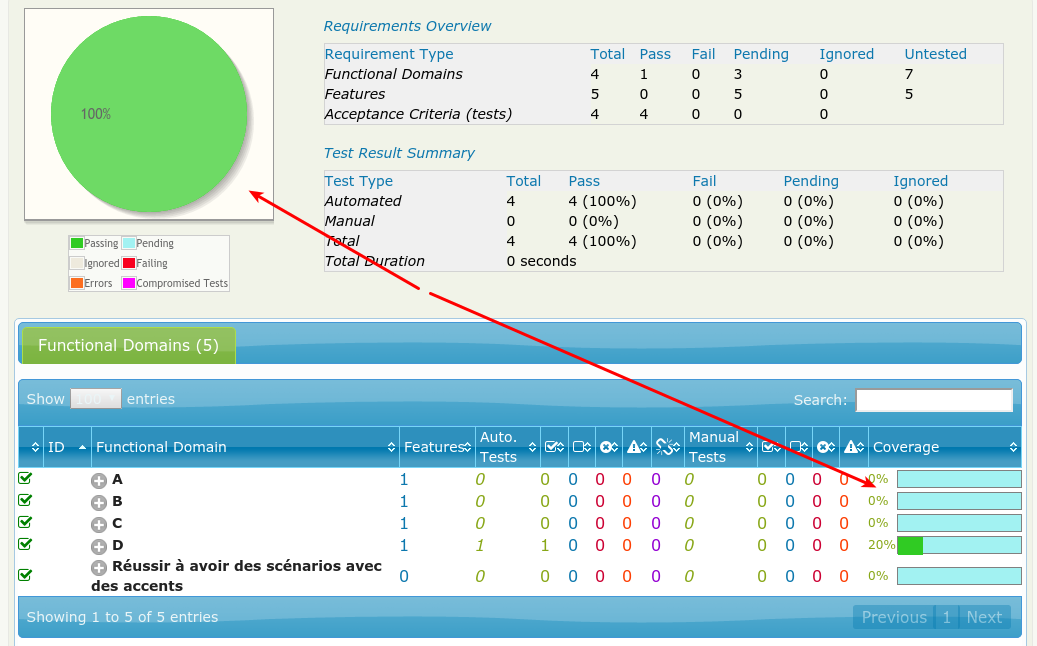 100%
Passing Pending
Ignored Failing
Errors Compromised Tests
Requirements Overview
Requirement Type Total Pass Fail Pending Ignored Untested
Functional Domains 4 1 0 3 0 7
Features 5 0 0 5 0 5
Acceptance Criteria (tests) 4 4 0 0 0
Test Result Summary
Test Type Total Pass Fail Pending Ignored
Automated 4 4 (100%) 0 (0%) 0 (0%) 0 (0%)
Manual 0 0 (0%) 0 (0%) 0 (0%) 0 (0%)
Total 4 4 (100%) 0 (0%) 0 (0%) 0 (0%)
Total Duration 0 seconds
Functional Domains (5)
Show 100 entries Search:
ID Functional Domain Features Auto. Tests Manual Tests Coverage
A 1 0 0 0 0 0 0 0 0 0 0 0 0%
B 1 0 0 0 0 0 0 0 0 0 0 0 0%
C 1 0 0 0 0 0 0 0 0 0 0 0 0%
D 1 1 1 0 0 0 0 0 0 0 0 0 20%
Réussir à avoir des scénarios avec
des accents 0 0 0 0 0 0 0 0 0 0 0 0 0%
Showing 1 to 5 of 5 entries Previous 1 Next